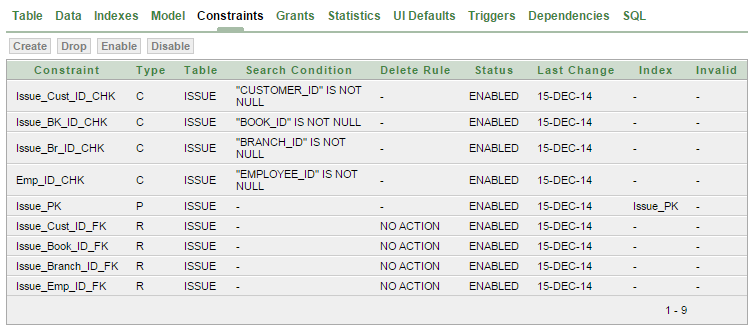 Table Data Indexes Model Constraints Grants Statistics UI Defaults Triggers Dependencies SQL
Create Drop Enable Disable
Constraint Type Table Search Condition Delete Rule Status Last Change Index Invalid
Issue_Cust_ID_CHK C ISSUE "CUSTOMER_ID" IS NOT NULL - ENABLED 15-DEC-14 - -
Issue_BK_ID_CHK C ISSUE "BOOK_ID" IS NOT NULL - ENABLED 15-DEC-14 - -
Issue_Br_ID_CHK C ISSUE "BRANCH_ID" IS NOT NULL - ENABLED 15-DEC-14 - -
Emp_ID_CHK C ISSUE "EMPLOYEE_ID" IS NOT NULL - ENABLED 15-DEC-14 - -
Issue_PK P ISSUE - - ENABLED 15-DEC-14 Issue_PK -
Issue_Cust_ID_FK R ISSUE - NO ACTION ENABLED 15-DEC-14 - -
Issue_Book_ID_FK R ISSUE - NO ACTION ENABLED 15-DEC-14 - -
Issue_Branch_ID_FK R ISSUE - NO ACTION ENABLED 15-DEC-14 - -
Issue_Emp_ID_FK R ISSUE - NO ACTION ENABLED 15-DEC-14 - -
1 - 9